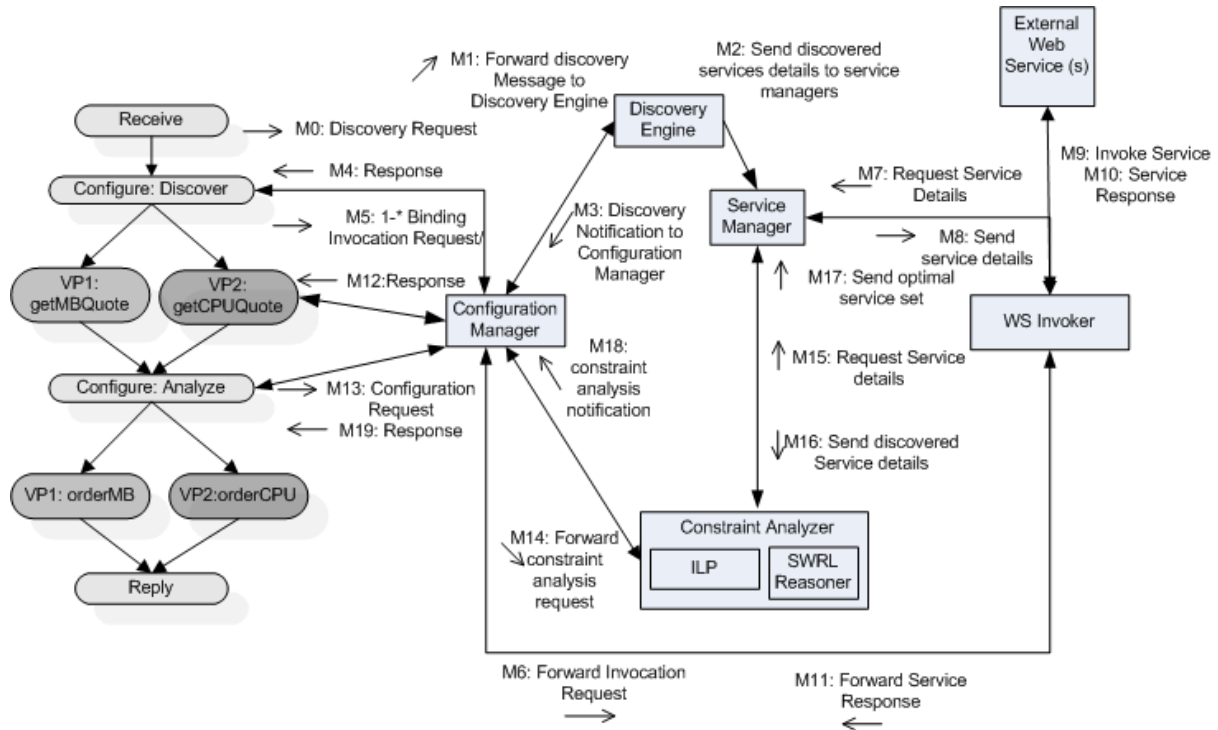 External
Web
Service (s)
M1: Forward discovery
Message to
Discovery Engine
M2: Send discovered
services details to service
managers
Discovery
Engine
Receive
M0: Discovery Request
M4: Response
Configure: Discover
M9: Invoke Service
M10: Service
Response
M7: Request Service
Details
Service
Manager
M3: Discovery
Notification to
Configuration
Manager
M5: 1-* Binding
Invocation Request/
M8: Send
service details
M12:Response
VP1:
getMBQuote
VP2:
getCPUQuote
M17: Send optimal
service set
Configuration
Manager
WS Invoker
M18:
constraint
analysis
notification
M15: Request Service
details
Configure: Analyze
M13: Configuration
Request
M19: Response
M16: Send discovered
Service details
VP1: orderMB
VP2:orderCPU
Constraint Analyzer
ILP
SWRL
Reasoner
M14: Forward
constraint
analysis
request
Reply
M6: Forward Invocation
Request
M11: Forward Service
Response